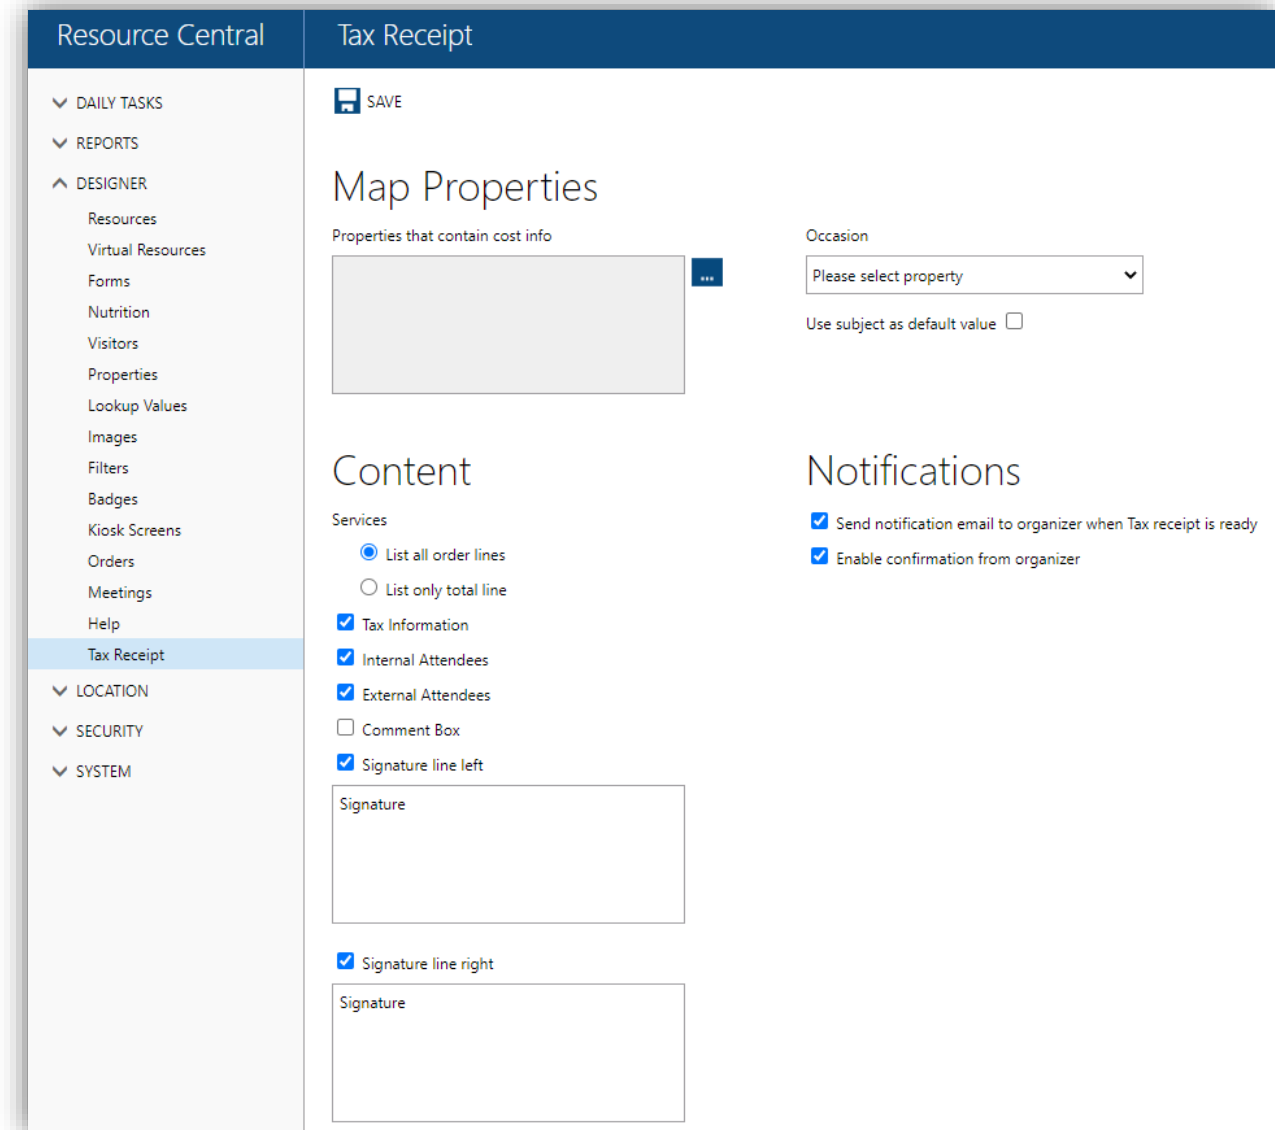 Resource Central
Tax Receipt
DAILY TASKS
REPORTS
DESIGNER
Resources
Virtual Resources
Forms
Nutrition
Visitors
Properties
Lookup Values
Images
Filters
Badges
Kiosk Screens
Orders
Meetings
Help
Tax Receipt
LOCATION
SECURITY
SYSTEM
SAVE
Map Properties
Properties that contain cost info
...
Occasion
Please select property
Use subject as default value
Content
Services
List all order lines
List only total line
Tax Information
Internal Attendees
External Attendees
Comment Box
Signature line left
Signature
Signature line right
Signature
Notifications
Send notification email to organizer when Tax receipt is ready
Enable confirmation from organizer